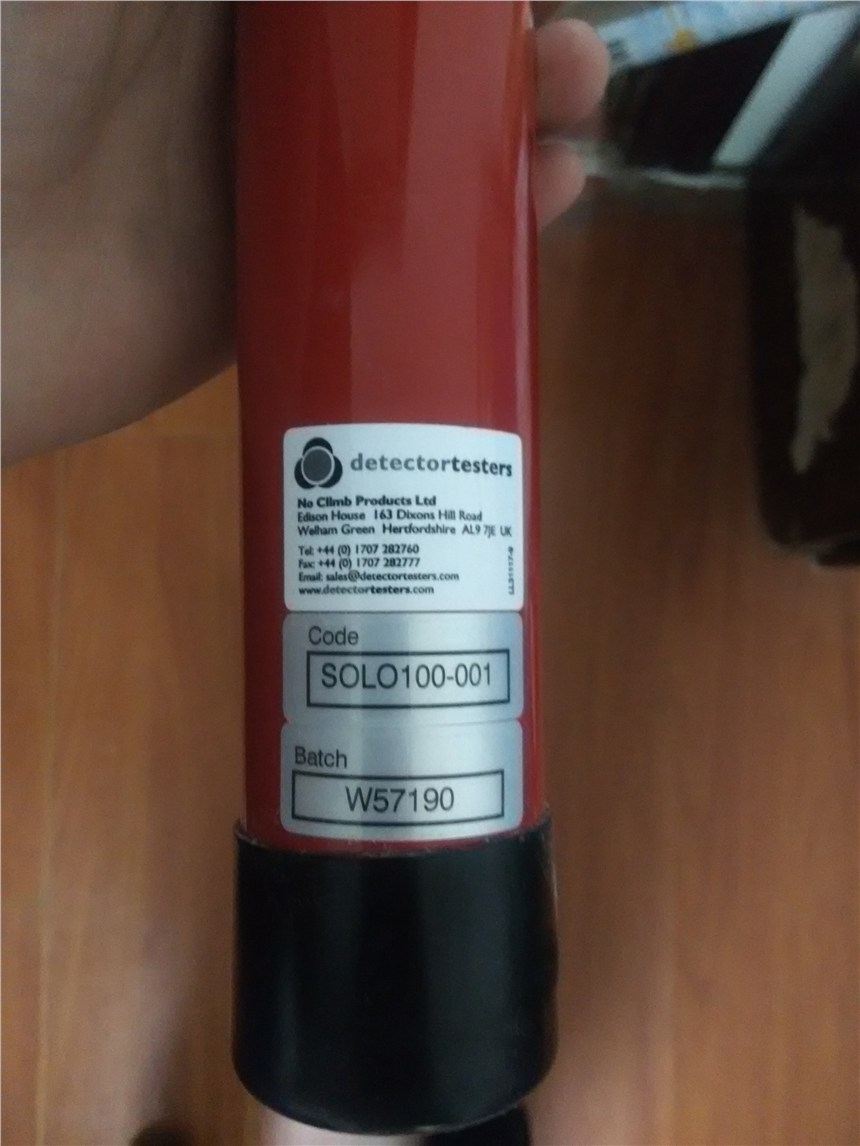 detectortesters
No Climb Products Ltd
Edison House 163 Dixons Hill Road
Welham Green Hertfordshire AL9 7JE UK
Tel: +44 (0) 1707 282760
Fax: +44 (0) 1707 282777
Email: sales@detectortesters.com
www.detectortesters.com
Code
SOLO100-001
Batch
W57190